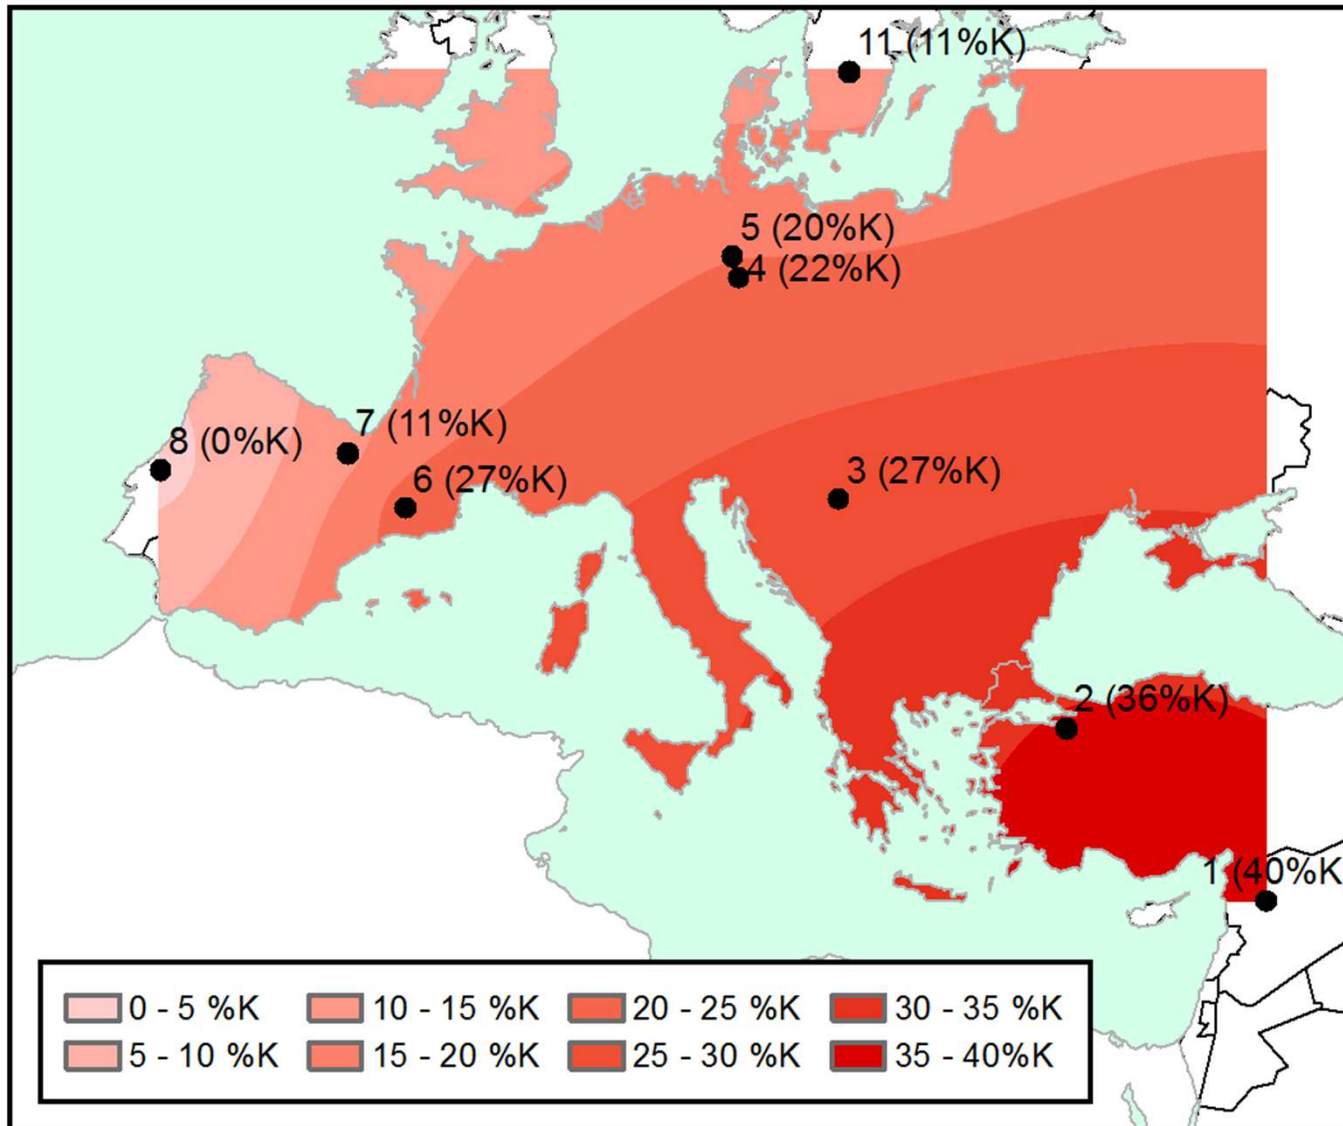 11 (11%K)
5 (20%K)
4 (22%K)
7 (11%K)
8 (0%K)
6 (27%K)
3 (27%K)
2 (36%K)
1 (40%K
0 - 5 %K
10 - 15 %K
20 - 25 %K
30 - 35 %K
5 - 10 %K
15 - 20 %K
25 - 30 %K
35 - 40%K